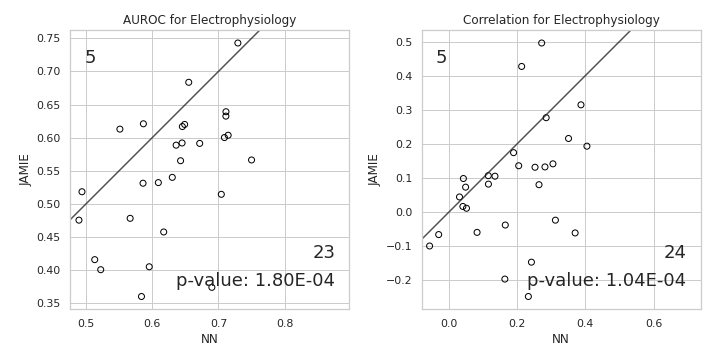 AUROC for Electrophysiology
0.75
0.70
0.65
0.60
0.55
0.50
0.45
0.40
0.35
JAMIE
5
23
p-value: 1.80E-04
0.5 0.6 0.7 0.8
NN
Correlation for Electrophysiology
0.5
0.4
0.3
0.2
0.1
0.0
−0.1
−0.2
JAMIE
5
24
p-value: 1.04E-04
0.0 0.2 0.4 0.6
NN